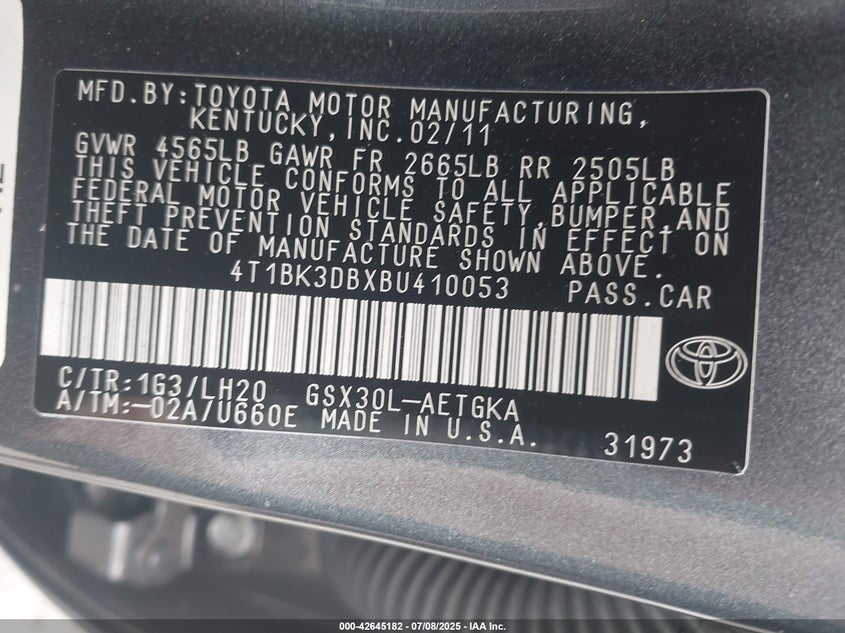 MFD.BY:TOYOTA MOTOR MANUFACTURING,
KENTUCKY,INC.02/11
GVWR 4565LB GAWR FR 2665LB RR 2505LB
THIS VEHICLE CONFORMS TO ALL APPLICABLE
FEDERAL MOTOR VEHICLE SAFETY,BUMPER,AND
THEFT PREVENTION STANDARDS IN EFFECT ON
THE DATE OF MANUFACTURE SHOWN ABOVE.
4T1BK3DBXBU410053 PASS.CAR
C/TR:1G3/LH20 GSX30L-AETGKA
A/TM:-02A/U660E MADE IN U.S.A. 31973
000-42645182 - 07/08/2025 - IAA Inc.